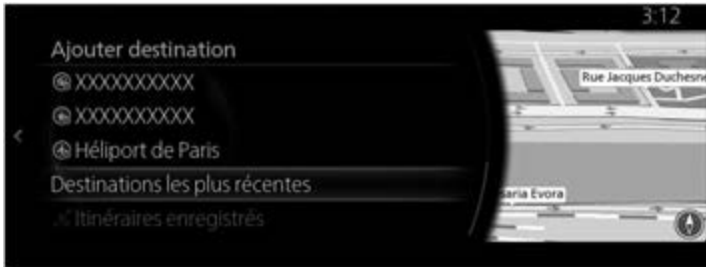 3:12
Ajouter destination
XXXXXXXXXX
XXXXXXXXXX
Héliport de Paris
Destinations les plus récentes
Itinéraires enregistrés
Rue Jacques Duchesne
saria Evora